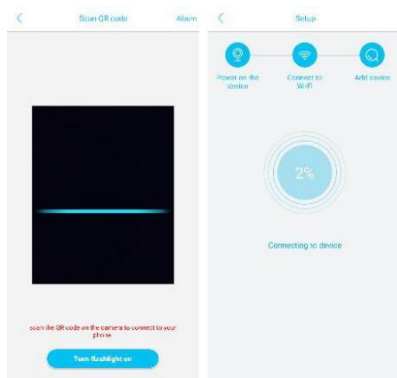 Scan QR code
Album
scan the QR code on the camera to connect to your
phone
Turn flashlight on
Setup
Power on the
device
Connect to
Wi-Fi
Add device
2%
Connecting to device